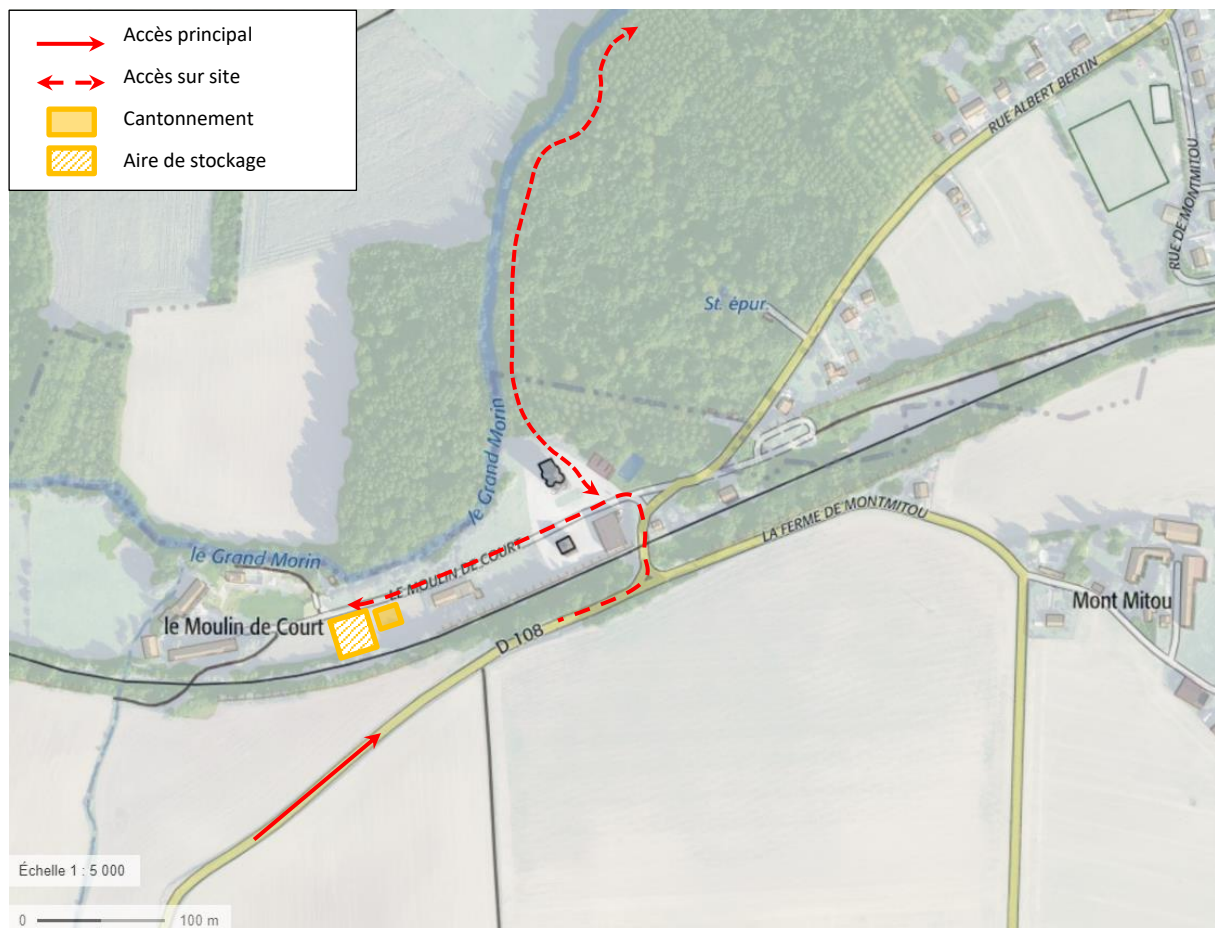 Accès principal
Accès sur site
Cantonnement
Aire de stockage
RUE ALBERT BERTIN
RUE DE MONTMITOU
St. épur.
le Grand Morin
LA FERME DE MONTMITOU
le Grand Morin
LE MOULIN DE COURT
Mont Mitou
le Moulin de Court
D 108
Échelle 1 : 5 000
0 100 m